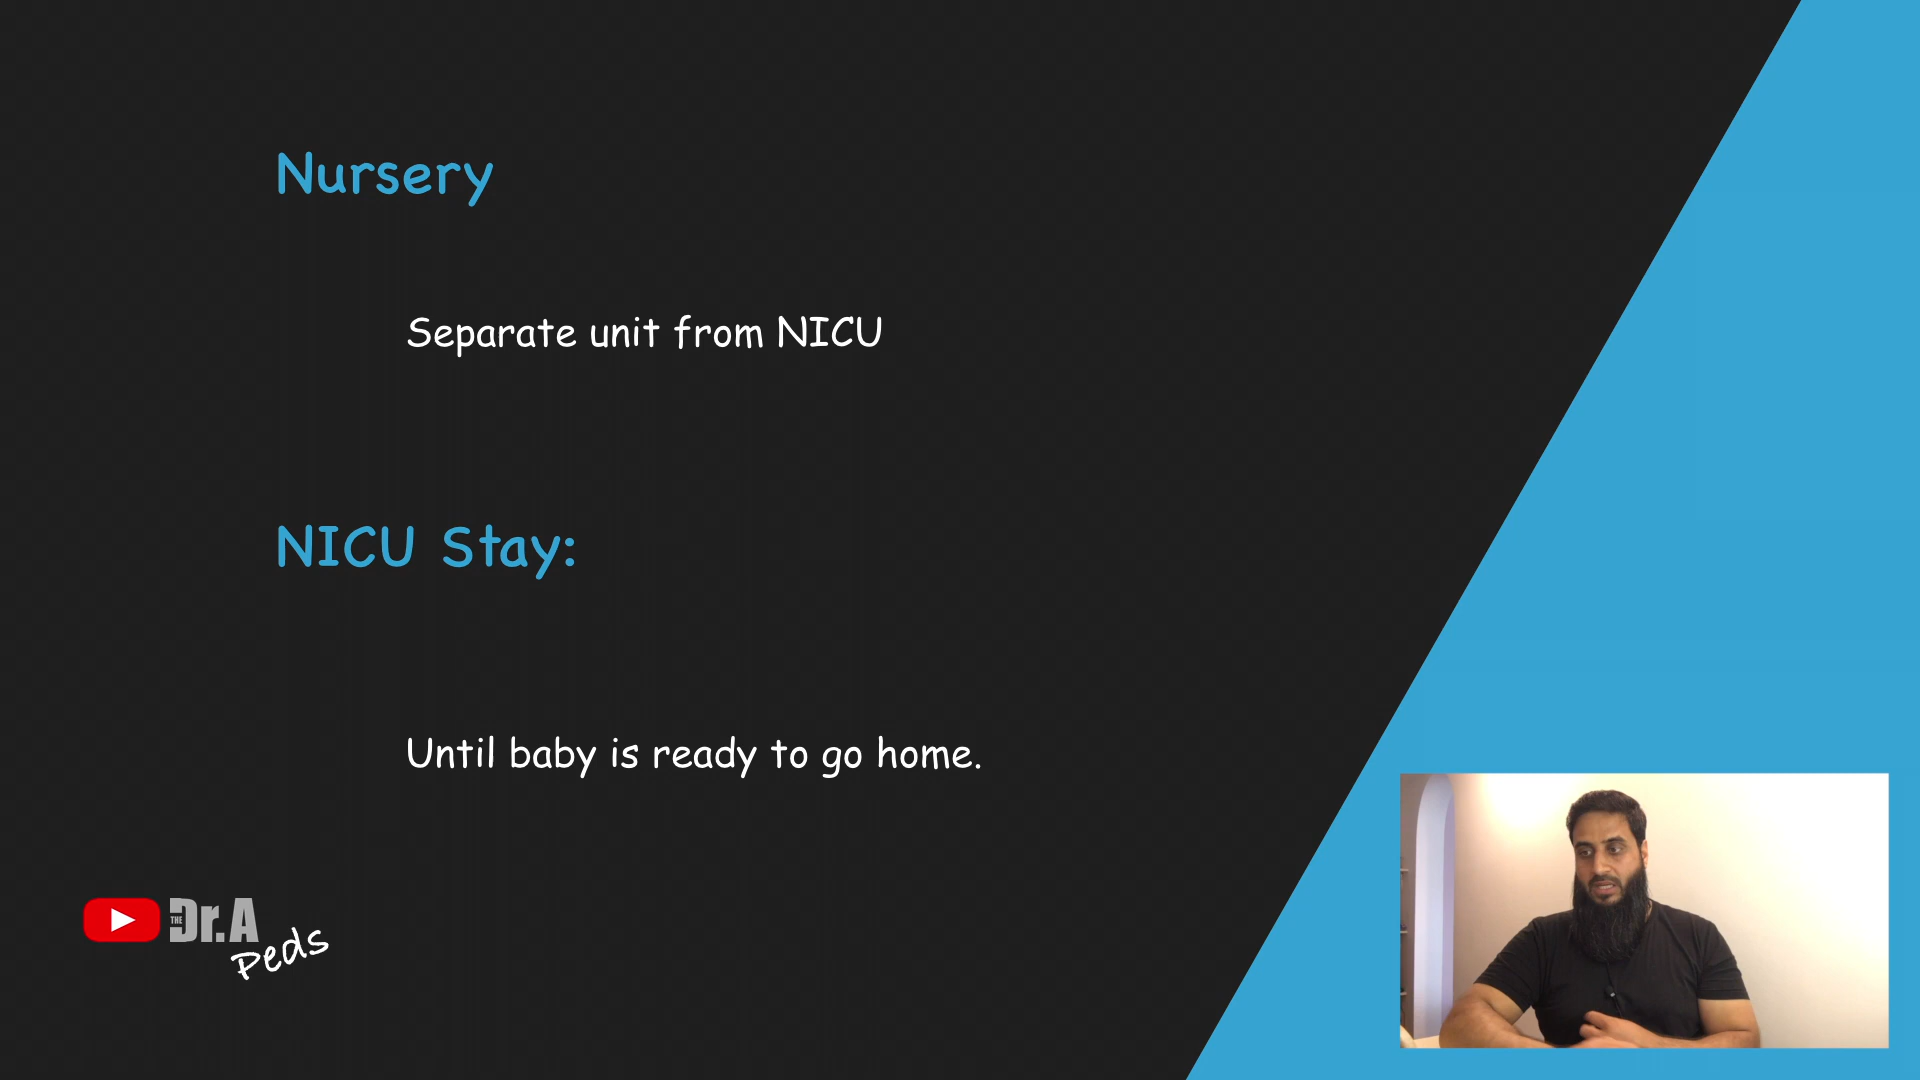 Nursery
Separate unit from NICU
NICU Stay:
Until baby is ready to go home.
THE Dr.A
Peds